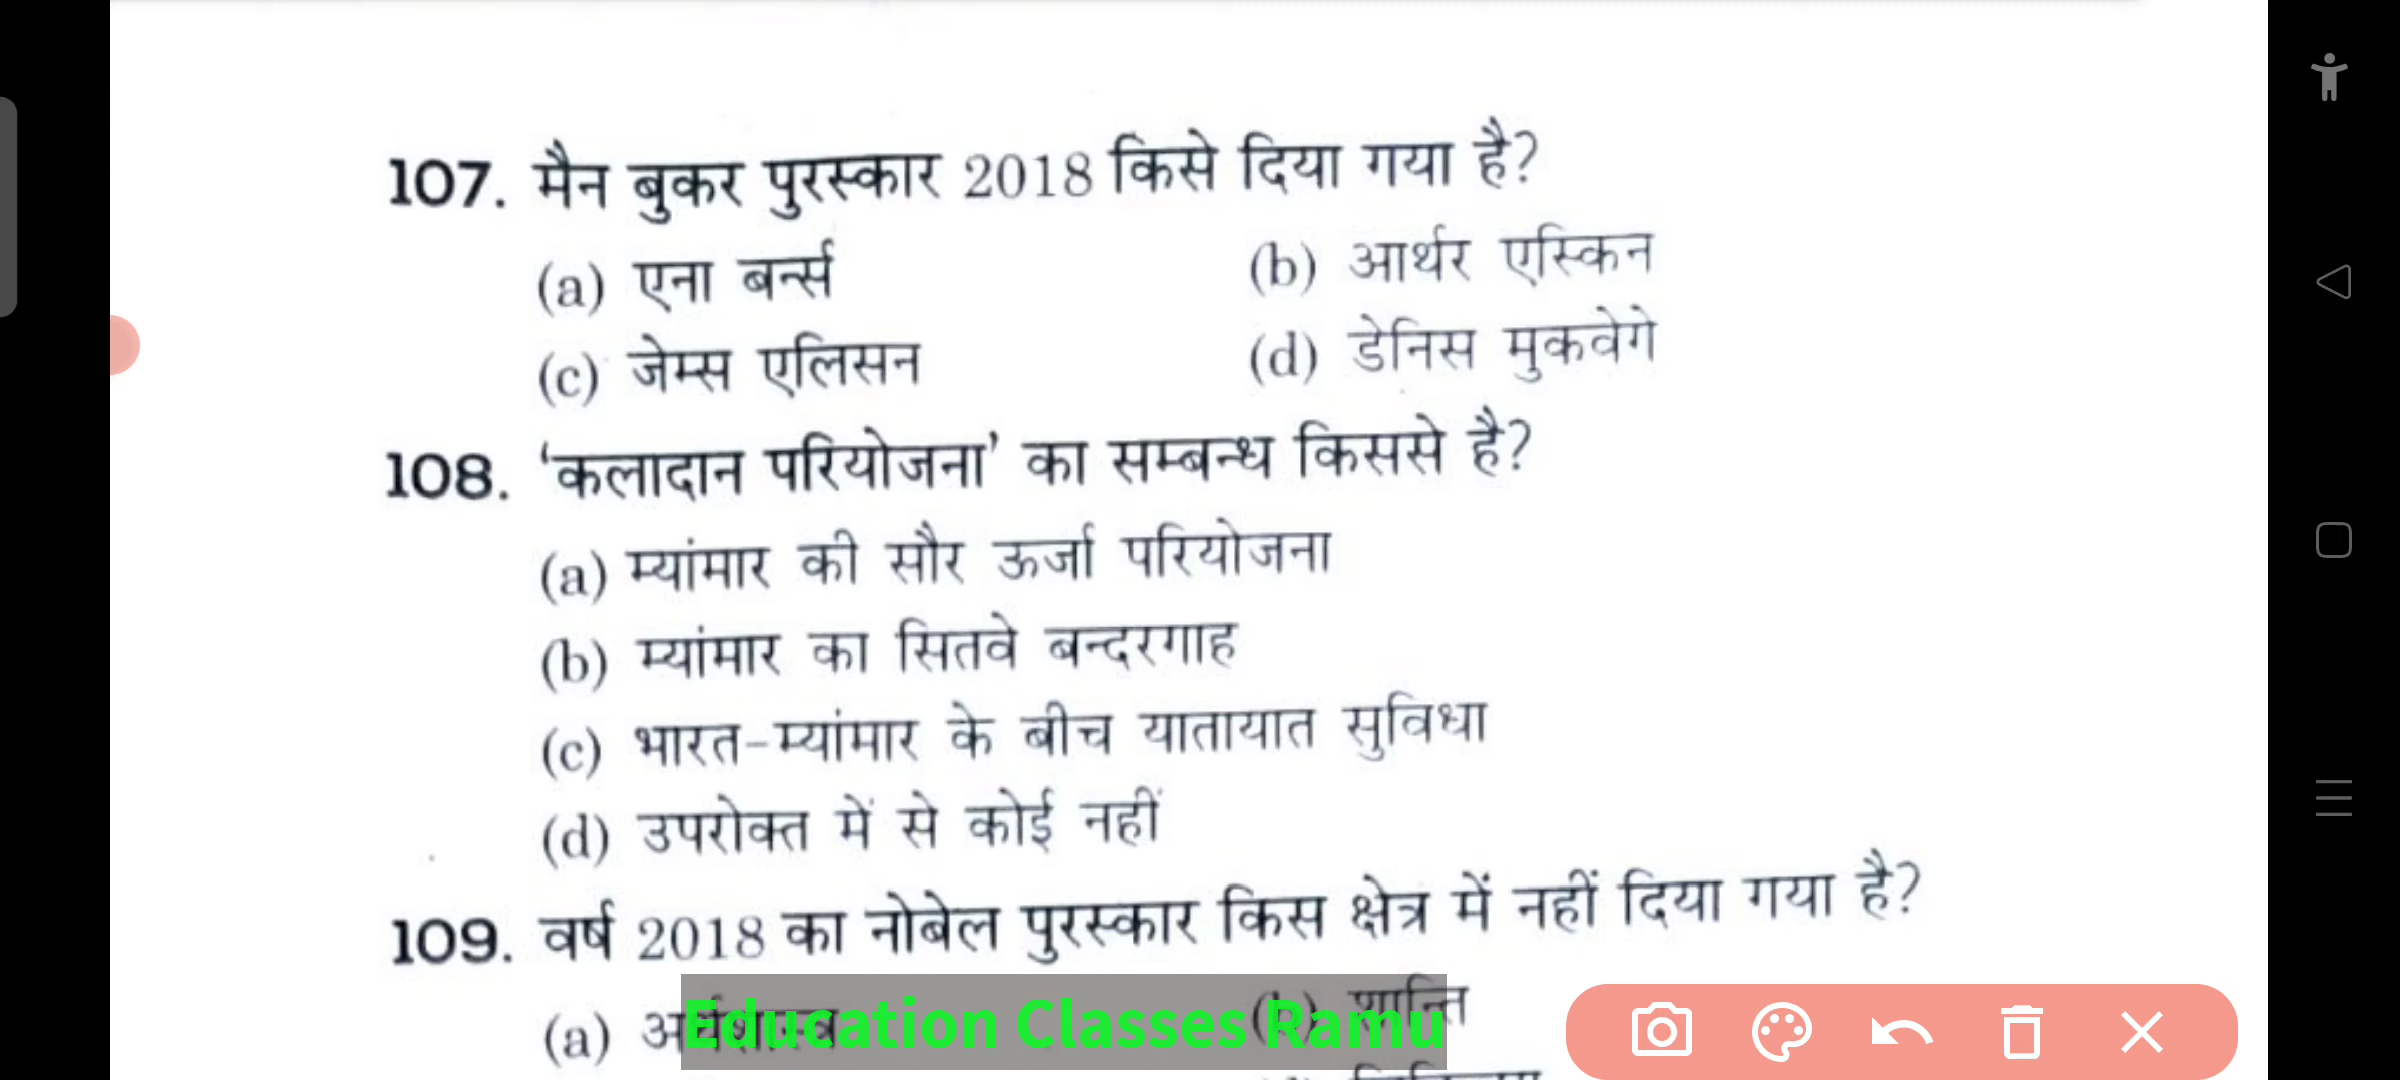 107. मैन बुकर पुरस्कार 2018 किसे दिया गया है?
(a) एना बर्न्स (b) आर्थर एस्किन
(c) जेम्स एलिसन (d) डेनिस मुकवेगे
108. ‘कलादान परियोजना’ का सम्बन्ध किससे है?
(a) म्यांमार की सौर ऊर्जा परियोजना
(b) म्यांमार का सितवे बन्दरगाह
(c) भारत-म्यांमार के बीच यातायात सुविधा
(d) उपरोक्त में से कोई नहीं
109. वर्ष 2018 का नोबेल पुरस्कार किस क्षेत्र में नहीं दिया गया है?
(a) अर्थशास्त्र (b) शान्ति
Education Classes Ramu